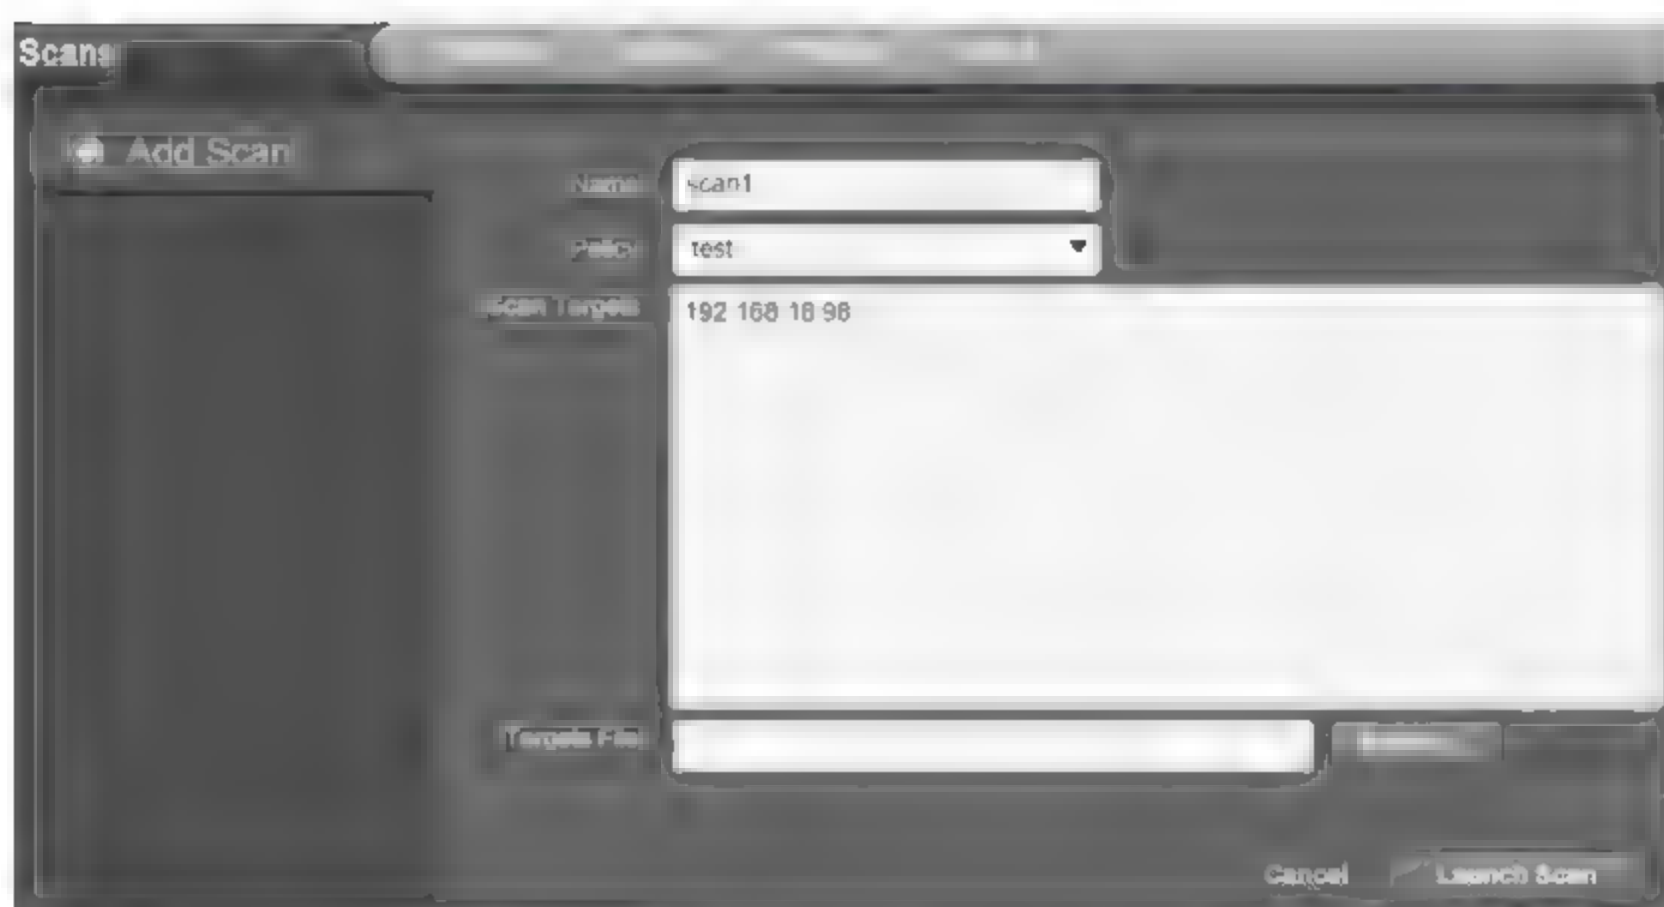 Scans
Add Scan
Name
scan1
Policy
test
Scan Targets
192 168 18 98
Targets File
Cancel
Launch Scan